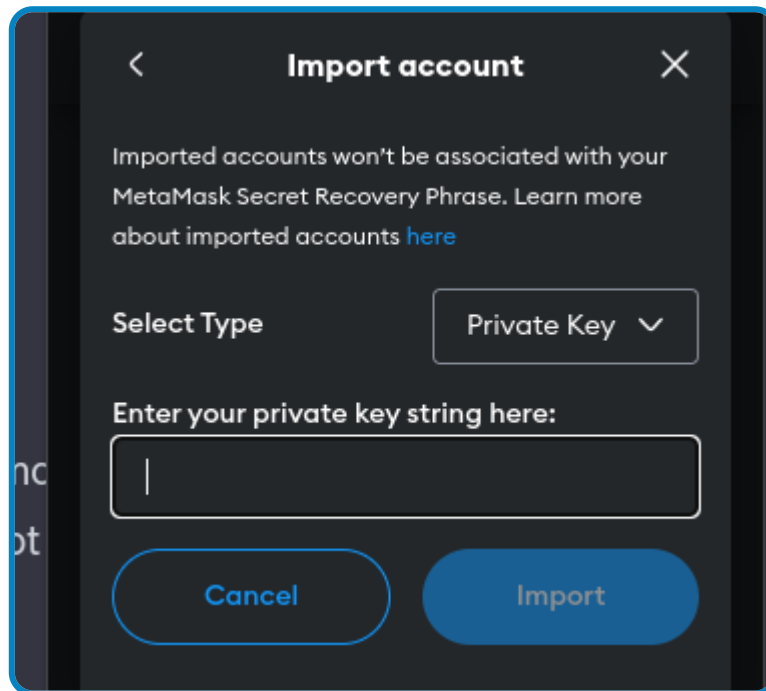 Import account
Imported accounts won't be associated with your
MetaMask Secret Recovery Phrase. Learn more
about imported accounts here
Select Type
Private Key
Enter your private key string here:
Cancel
Import